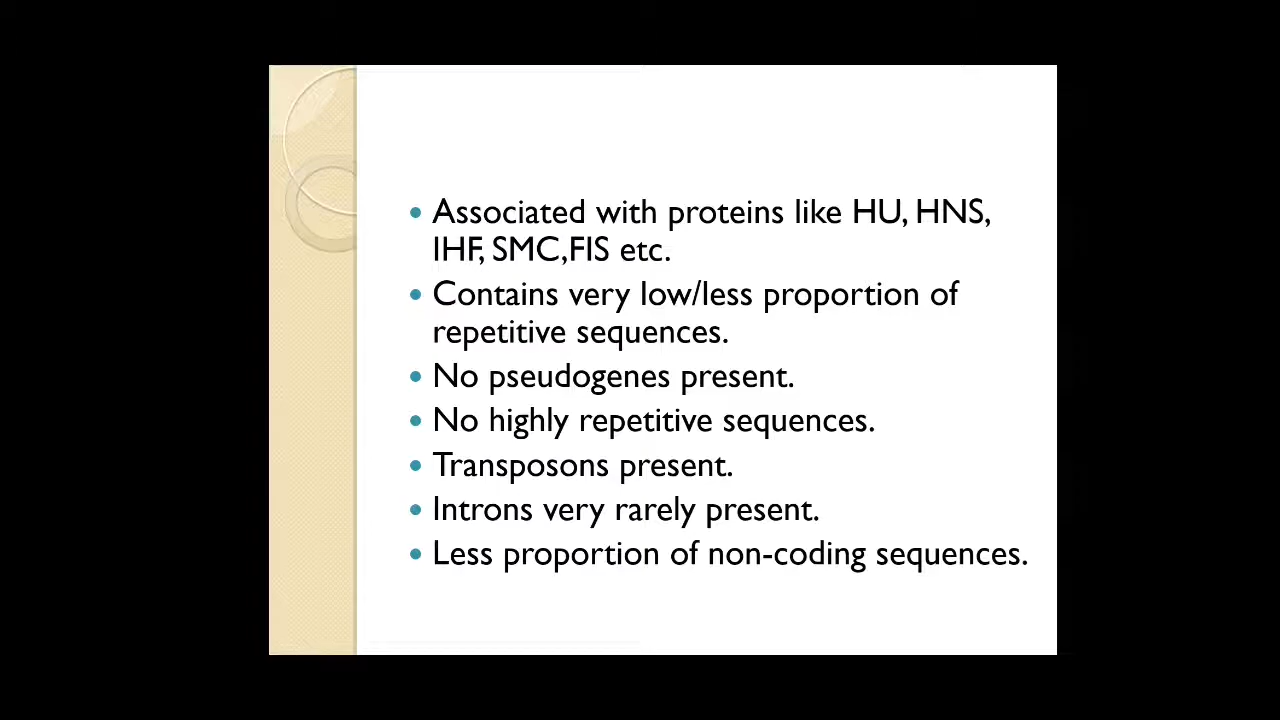 • Associated with proteins like HU, HNS,
IHF, SMC,FIS etc.
• Contains very low/less proportion of
repetitive sequences.
• No pseudogenes present.
• No highly repetitive sequences.
• Transposons present.
• Introns very rarely present.
• Less proportion of non-coding sequences.